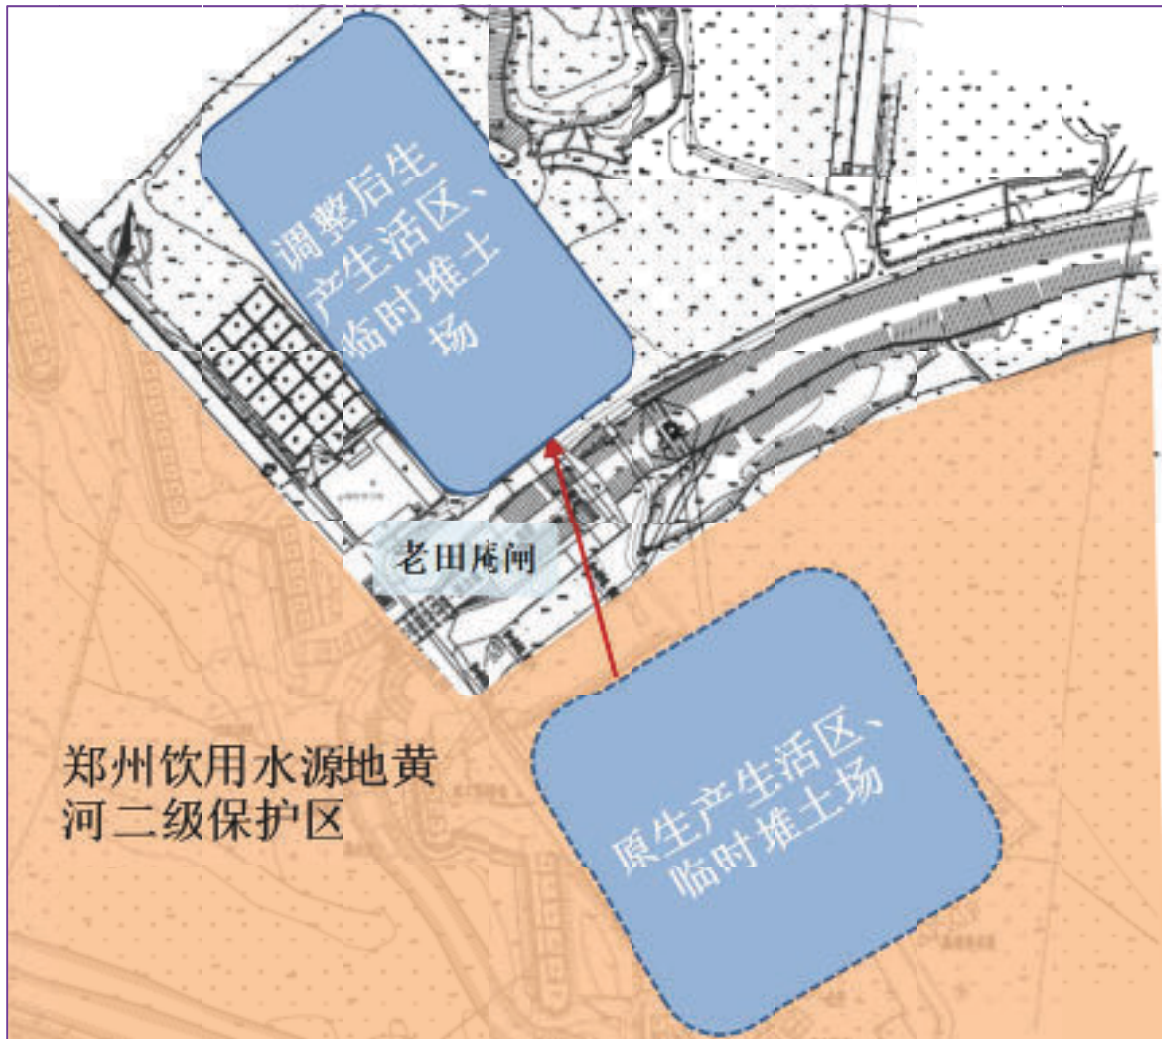 调整后生
产生活区、
临时堆土
场
老田庵闸
郑州饮用水源地黄
河二级保护区
原生产生活区、
临时堆土场